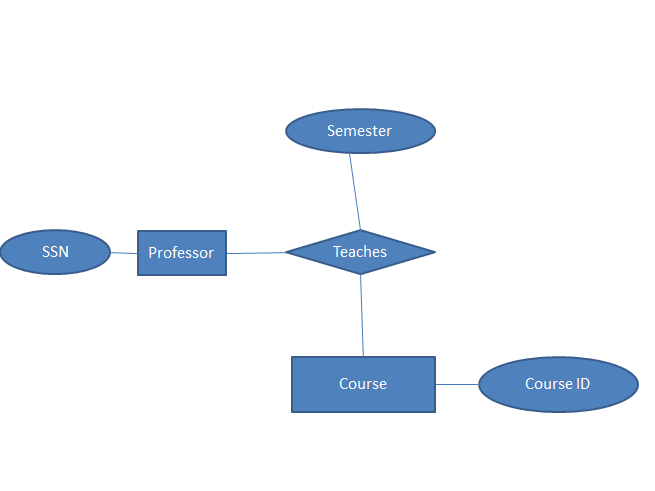 Semester
SSN
Professor
Teaches
Course
Course ID